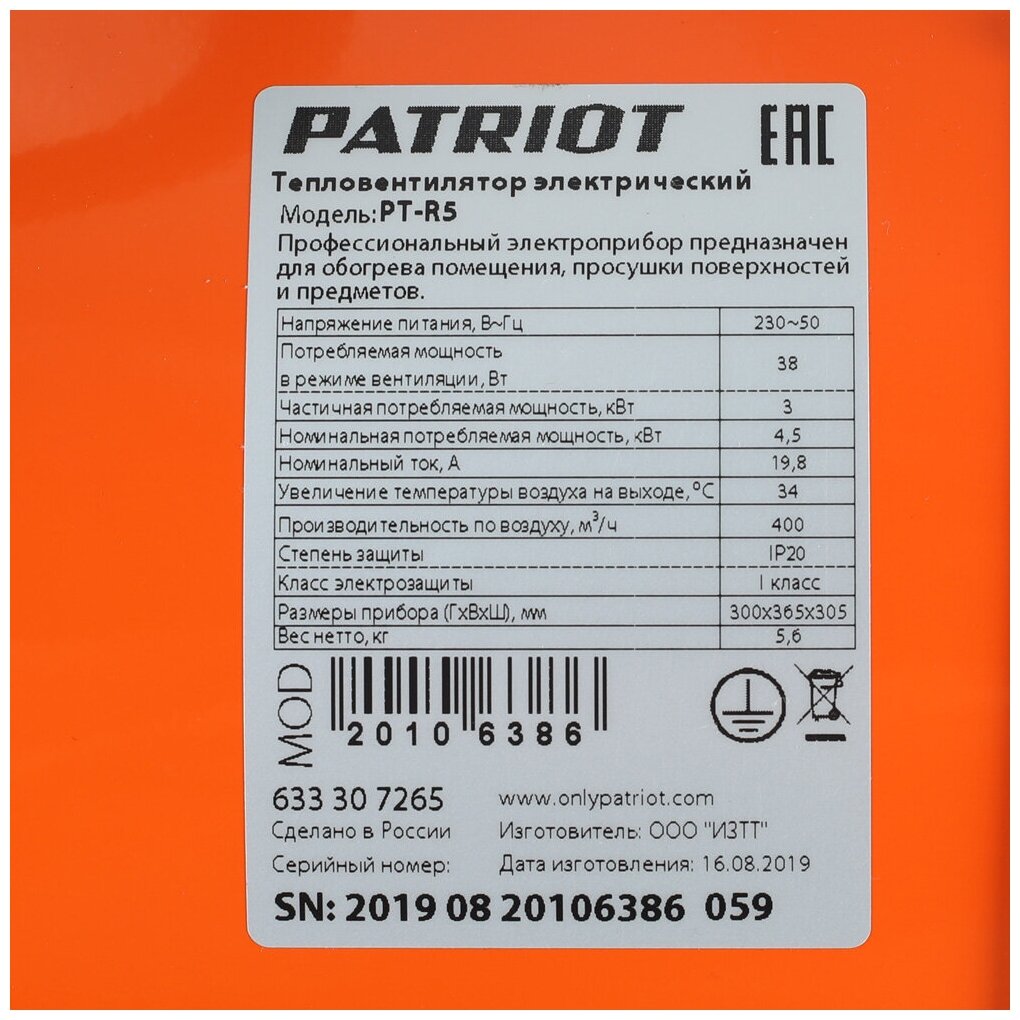 PATRIOT EAC
Тепловентилятор электрический
Модель: PT-R5
Профессиональный электроприбор предназначен
для обогрева помещения, просушки поверхностей
и предметов.
Напряжение питания, В~Гц 230~50
Потребляемая мощность
в режиме вентиляции, Вт 38
Частичная потребляемая мощность, кВт 3
Номинальная потребляемая мощность, кВт 4,5
Номинальный ток, А 19,8
Увеличение температуры воздуха на выходе, °С 34
Производительность по воздуху, м³/ч 400
Степень защиты IP20
Класс электрозащиты I класс
Размеры прибора (ГхВхШ), мм 300х365х305
Вес нетто, кг 5,6
MOD
2010 6386
633 30 7265 www.onlypatriot.com
Сделано в России Изготовитель: ООО "ИЗТТ"
Серийный номер: Дата изготовления: 16.08.2019
SN: 2019 08 20106386 059